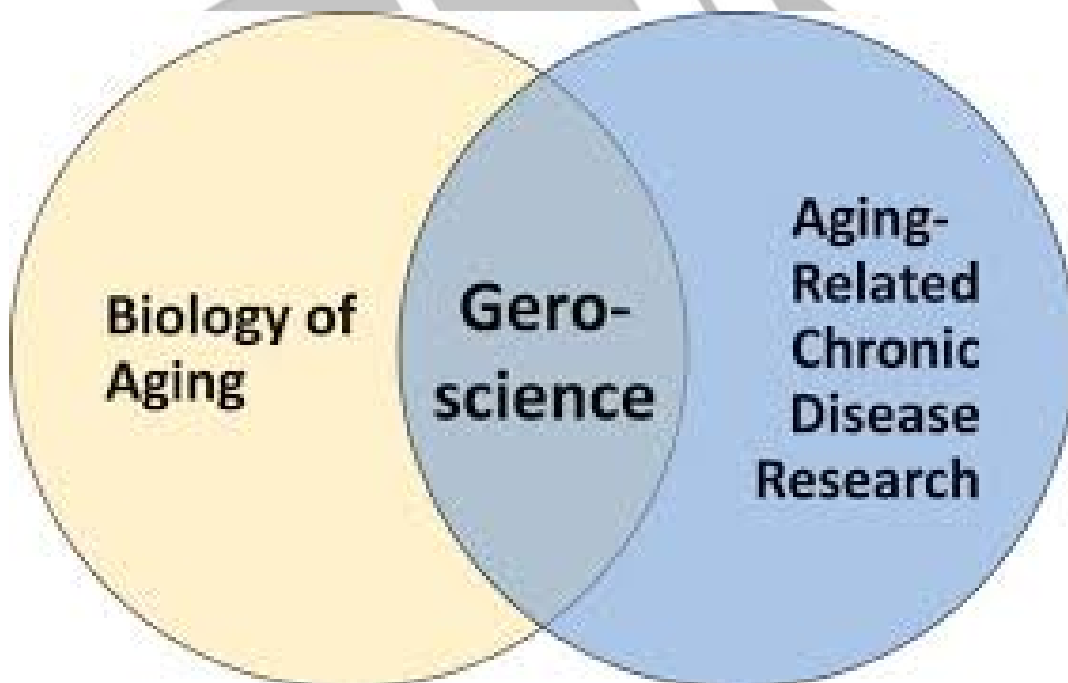 Biology of
Aging
Gero-
science
Aging-
Related
Chronic
Disease
Research